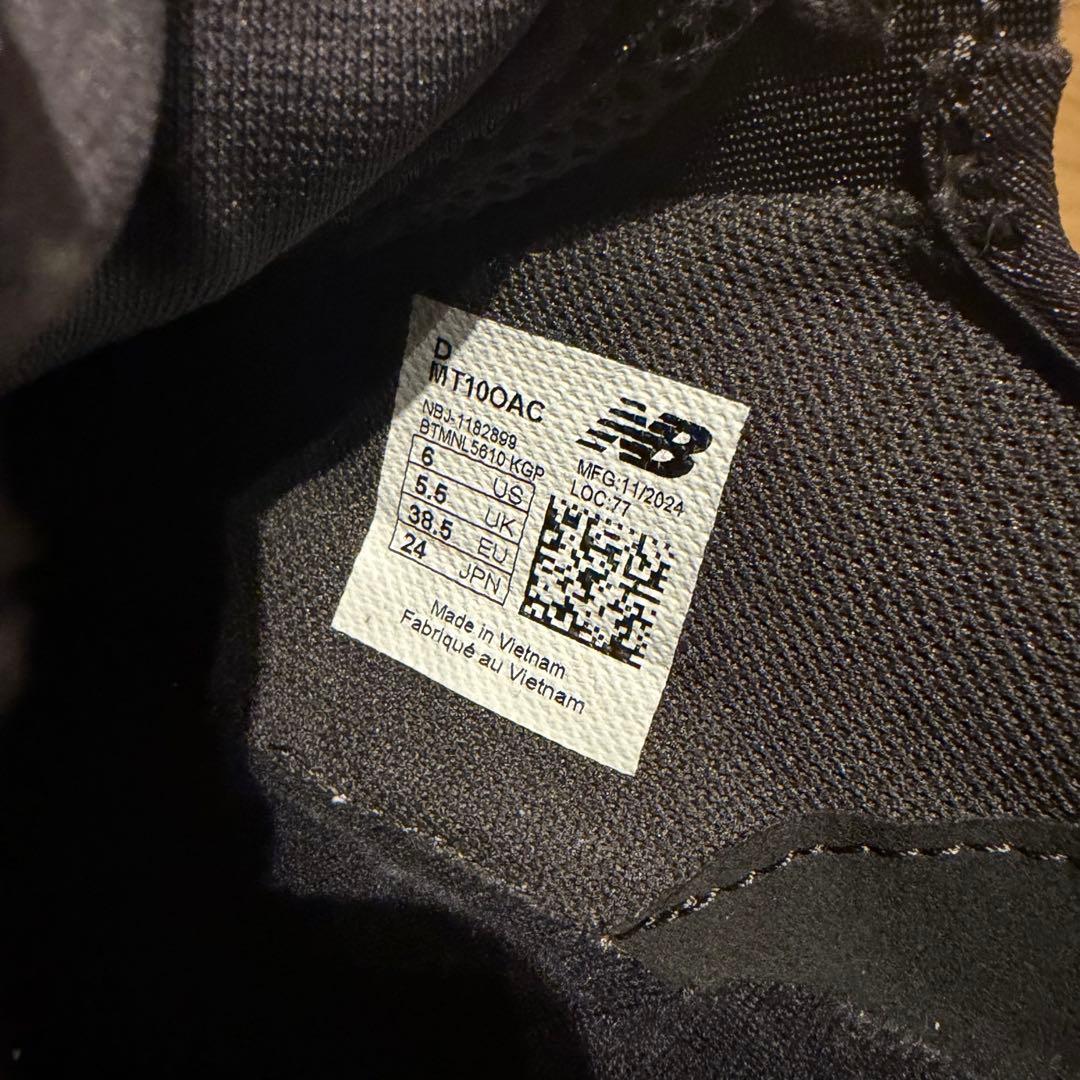 D
MT10OAC
NBJ-1182899
BTMNL5610 KGP
6 US
5.5 UK
38.5 EU
24 JPN
NB
MFG:11/2024
LOC:77
Made in Vietnam
Fabriqué au Vietnam